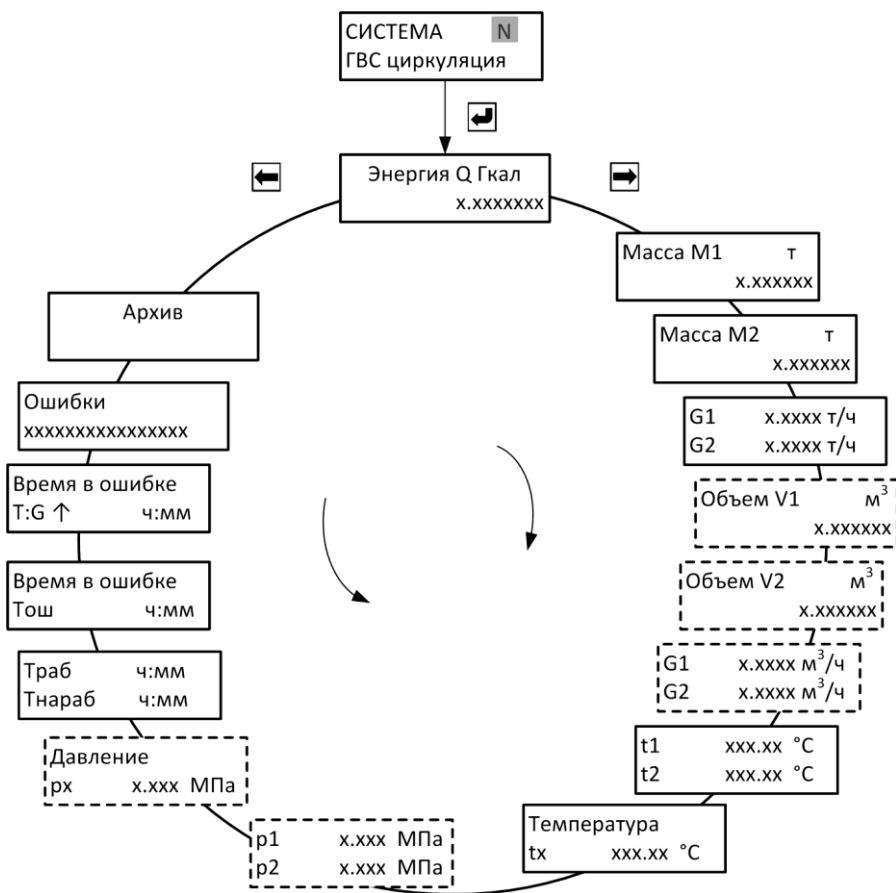 СИСТЕМА N
ГВС циркуляция
Энергия Q Гкал
x.xxxxxxx
Масса M1 т
x.xxxxxx
Масса M2 т
x.xxxxxx
G1 x.xxxx т/ч
G2 x.xxxx т/ч
Объем V1 м³
x.xxxxxx
Объем V2 м³
x.xxxxxx
G1 x.xxxx м³/ч
G2 x.xxxx м³/ч
t1 xxx.xx °C
t2 xxx.xx °C
Температура
tx xxx.xx °C
p1 x.xxx МПа
p2 x.xxx МПа
Давление
px x.xxx МПа
Траб ч:мм
Тнараб ч:мм
Время в ошибке
Тош ч:мм
Время в ошибке
T:G ↑ ч:мм
Ошибки
xxxxxxxxxxxxxxxx
Архив